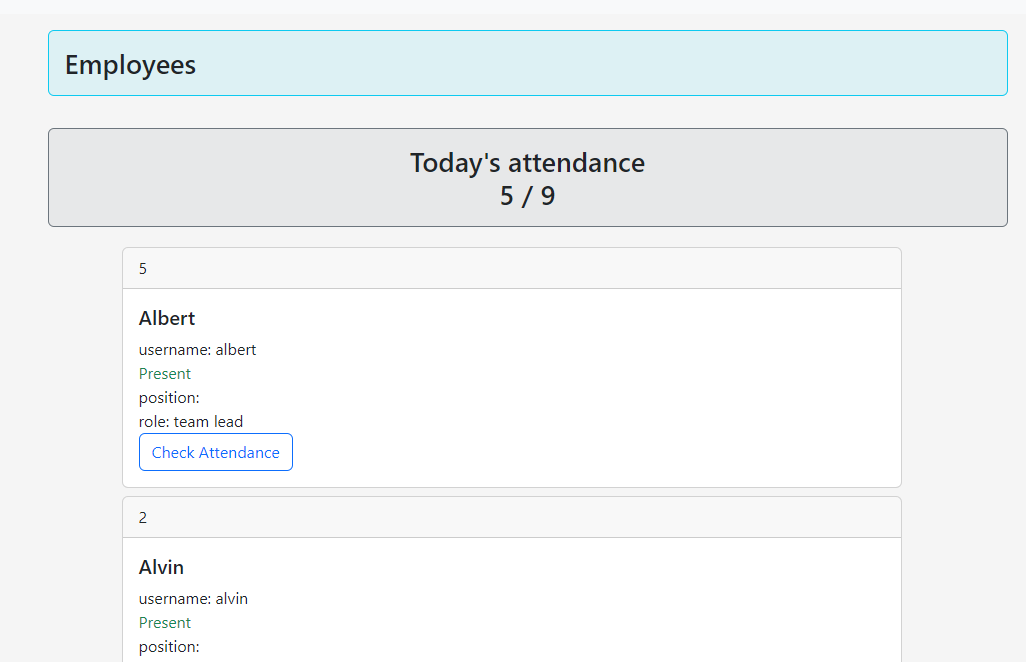 Employees
Today's attendance
5 / 9
5
Albert
username: albert
Present
position:
role: team lead
Check Attendance
2
Alvin
username: alvin
Present
position: